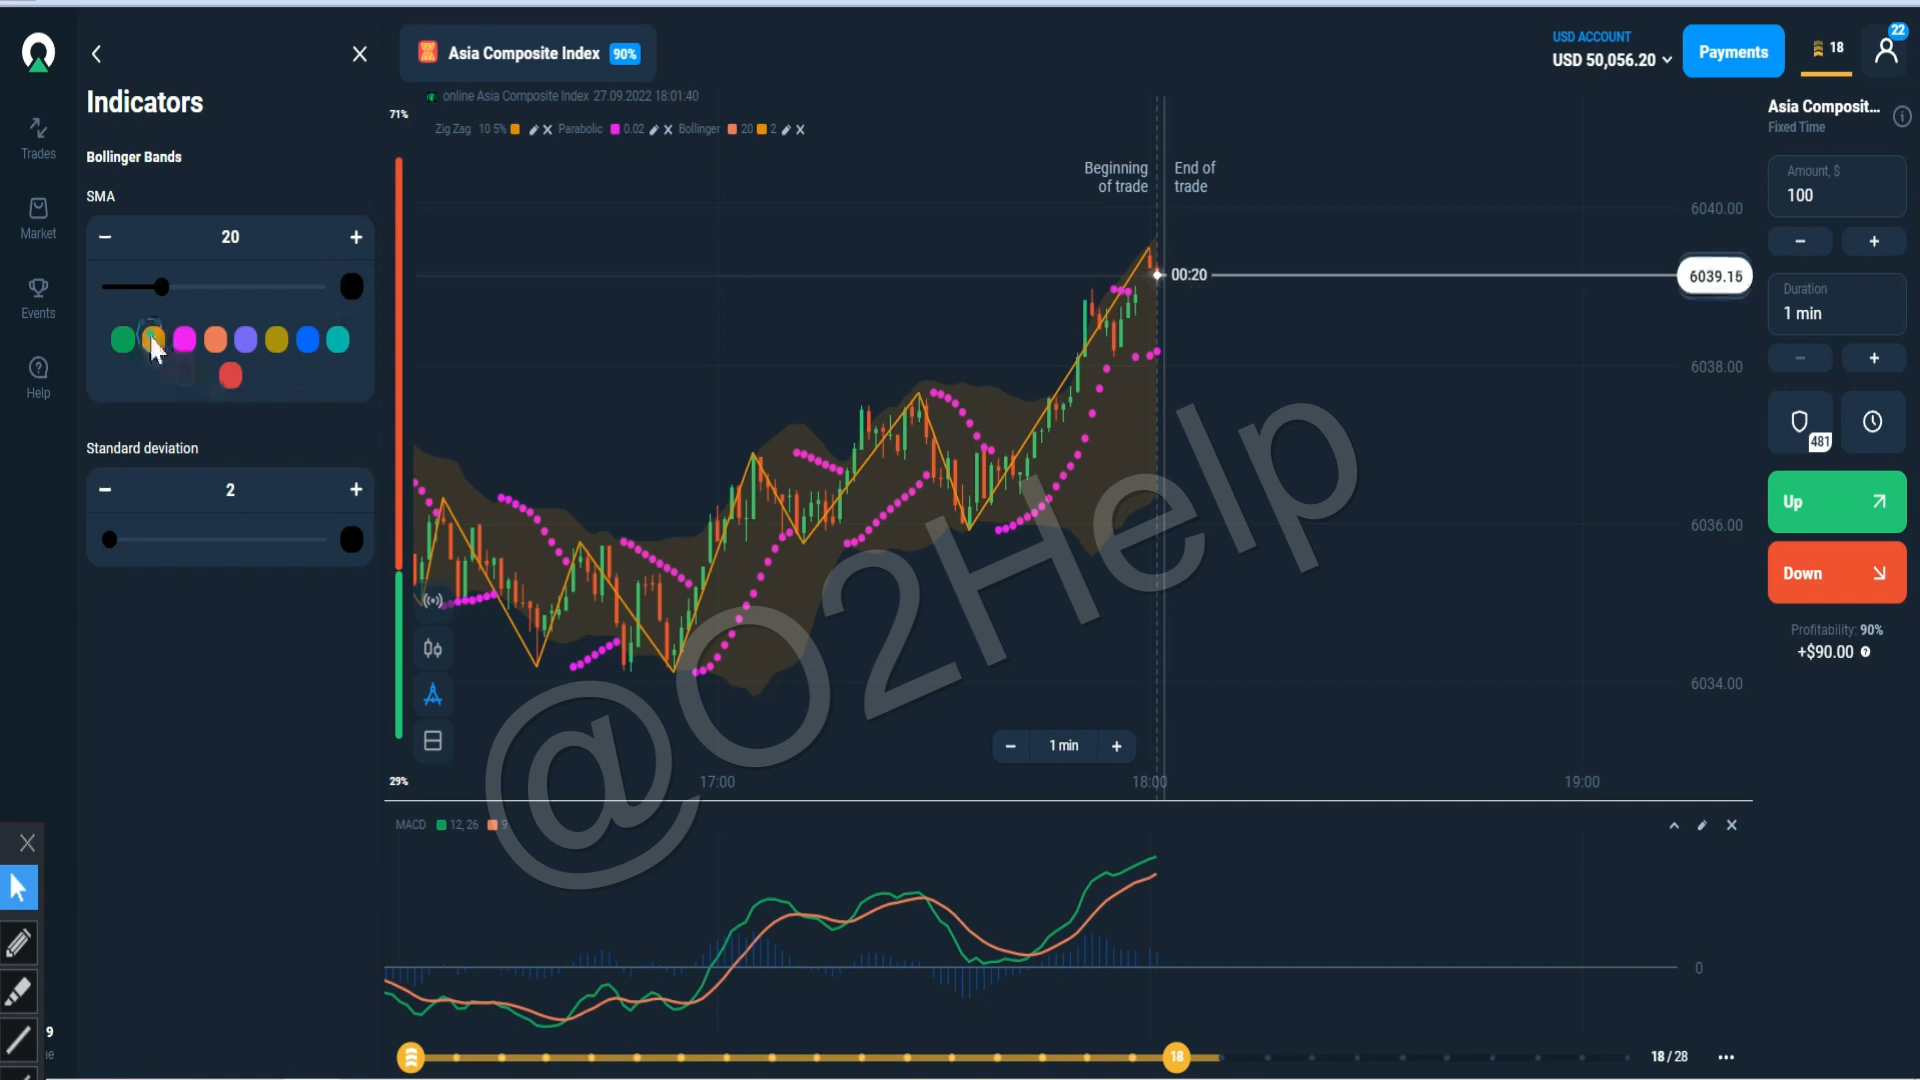 Trades
Market
Events
Help
Indicators
Bollinger Bands
SMA
20
Standard deviation
2
Asia Composite Index 90%
online Asia Composite Index 27.09.2022 18:01:40
Zig Zag 10 5% Parabolic 0.02 Bollinger 20 2
71%
Beginning of trade
End of trade
00:20
6039.15
6040.00
6038.00
6036.00
6034.00
29%
1 min
17:00
18:00
19:00
@O2Help
MACD 12, 26 9
0
18
18 / 28
USD ACCOUNT
USD 50,056.20
Payments
18
22
Asia Composit...
Fixed Time
Amount, $
100
Duration
1 min
481
Up
Down
Profitability: 90%
+$90.00
9